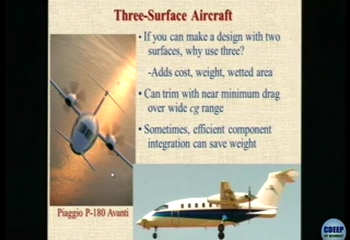 Three-Surface Aircraft
• If you can make a design with two
surfaces, why use three?
-Adds cost, weight, wetted area
• Can trim with near minimum drag
over wide cg range
• Sometimes, efficient component
integration can save weight
Piaggio P-180 Avanti
CDEEP
IIT BOMBAY